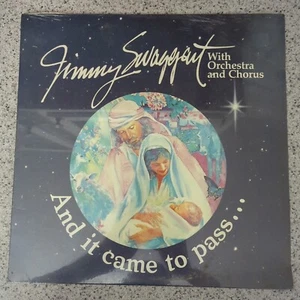 Jimmy Swaggart
With
Orchestra
and Chorus
And it came to pass...